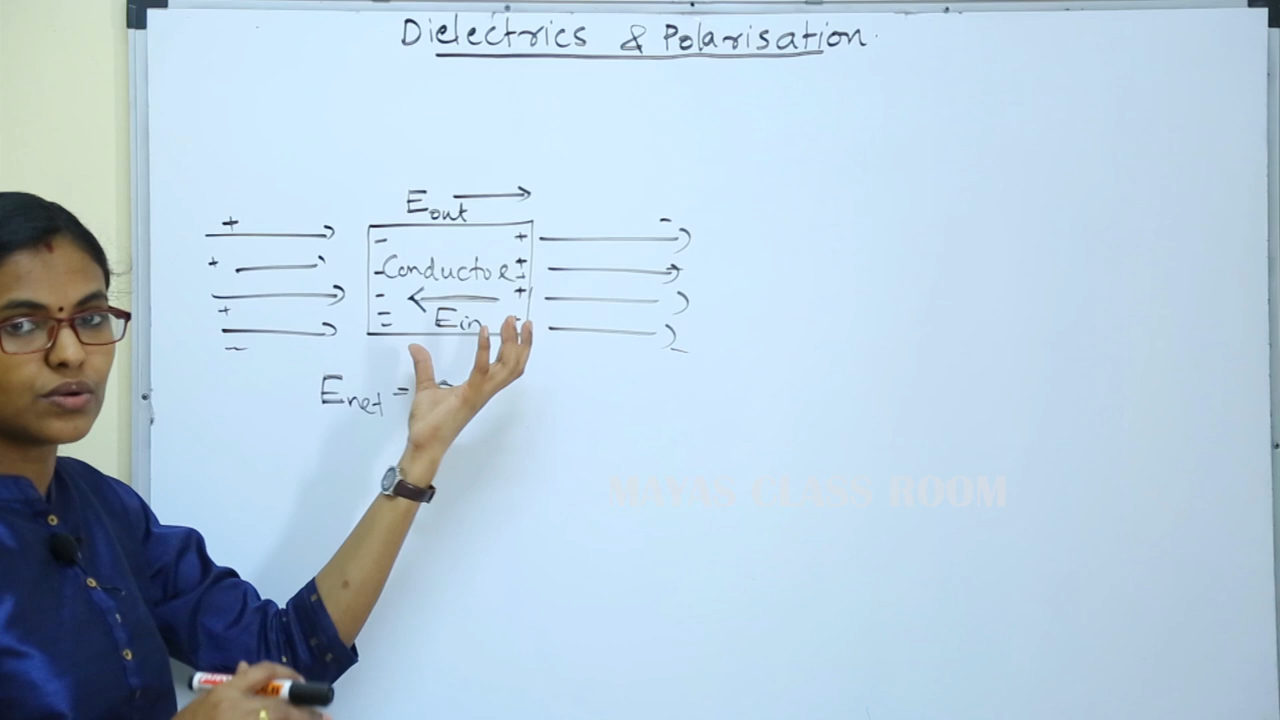 Dielectrics & Polarisation.
Eout
Conductor
Ein
Enet =
MAYAS CLASS ROOM